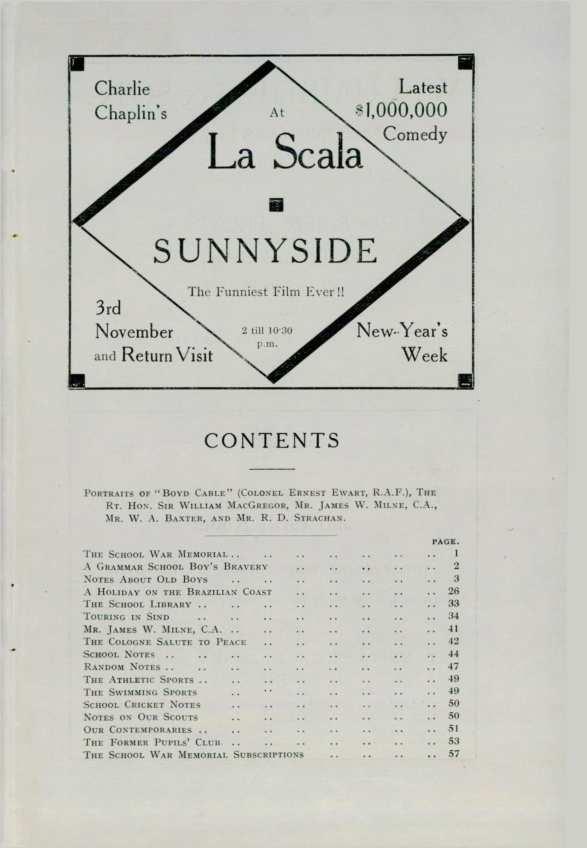 Charlie
Chaplin's
At
Latest
$1,000,000
Comedy
La Scala
SUNNYSIDE
The Funniest Film Ever!!
3rd
November
and Return Visit
2 till 10·30
p.m.
New-Year's
Week
CONTENTS
PORTRAITS OF "BOYD CABLE" (COLONEL ERNEST EWART, R.A.F.), THE
RT. HON. SIR WILLIAM MACGREGOR, MR. JAMES W. MILNE, C.A.,
MR. W. A. BAXTER, AND MR. R. D. STRACHAN.
PAGE.
THE SCHOOL WAR MEMORIAL .. .. .. .. .. .. .. 1
A GRAMMAR SCHOOL BOY'S BRAVERY .. .. .. .. .. 2
NOTES ABOUT OLD BOYS .. .. .. .. .. .. .. 3
A HOLIDAY ON THE BRAZILIAN COAST .. .. .. .. .. 26
THE SCHOOL LIBRARY .. .. .. .. .. .. .. .. 33
TOURING IN SIND .. .. .. .. .. .. .. .. 34
MR. JAMES W. MILNE, C.A. .. .. .. .. .. .. .. 41
THE COLOGNE SALUTE TO PEACE .. .. .. .. .. .. 42
SCHOOL NOTES .. .. .. .. .. .. .. .. .. 44
RANDOM NOTES .. .. .. .. .. .. .. .. .. 47
THE ATHLETIC SPORTS .. .. .. .. .. .. .. .. 49
THE SWIMMING SPORTS .. .. .. .. .. .. .. 49
SCHOOL CRICKET NOTES .. .. .. .. .. .. .. 50
NOTES ON OUR SCOUTS .. .. .. .. .. .. .. 50
OUR CONTEMPORARIES .. .. .. .. .. .. .. .. 51
THE FORMER PUPILS' CLUB .. .. .. .. .. .. .. 53
THE SCHOOL WAR MEMORIAL SUBSCRIPTIONS .. .. .. .. 57